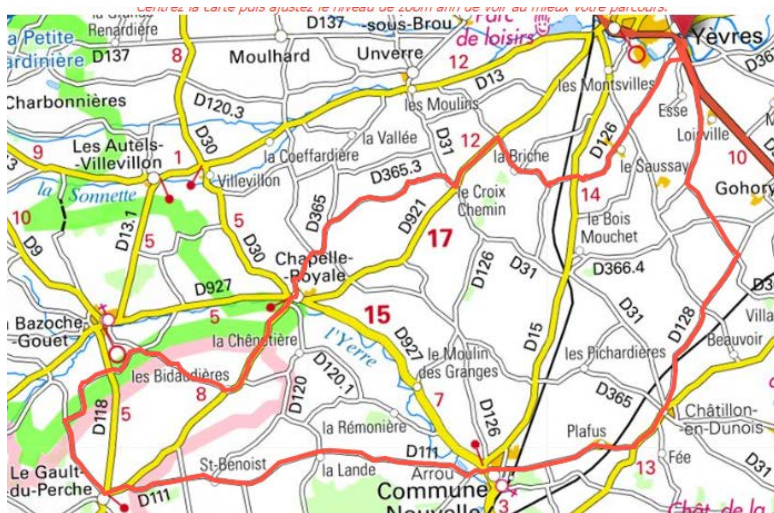 Centrez la carte puis ajustez le niveau de zoom afin de voir au mieux votre parcours.
Renardière
D137
-sous-Brou
Parc
de loisirs
Yèvres
a Petite
ardinière
D137
8
Moulhard
Unverre
12
D13
les Montsvilles
Charbonnières
D120.3
les Moulins
Esse
Loinville
9
Les Autels-
-Villevillon
1
D30
la Coeffardière
la Vallée
D31
12
la Briche
D126
le Saussay
10
Villevillon
D365.3
la Sonnette
14
Gohory
10
D13.1
5
5
D30
D365
D921
le Croix
Chemin
le Bois
Mouchet
D9
Chapelle-
-Royale
17
D126
D31
D366.4
D927
5
15
D31
D128
Bazoche-
-Gouet
la Chênetière
l'Yerre
D927
D15
Beauvoir
les Bidaudières
le Moulin
des Granges
les Pichardières
D120
D120.1
D118
5
8
7
D365
Châtillon-
-en-Dunois
la Rémonière
D126
Plafus
Le Gault-
-du-Perche
St-Benoist
D111
la Lande
Arrou
13
Fée
D31
D111
Commune
Nouvelle
3
Chât. de la